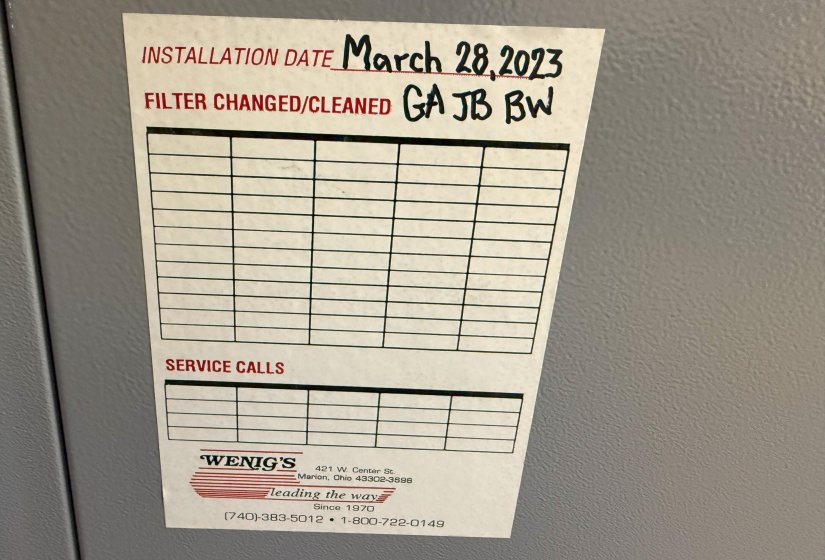 INSTALLATION DATE March 28, 2023
FILTER CHANGED/CLEANED GA JB BW
SERVICE CALLS
WENIG'S
421 W. Center St.
Marion, Ohio 43302-3698
leading the way
Since 1970
(740)-383-5012 • 1-800-722-0149